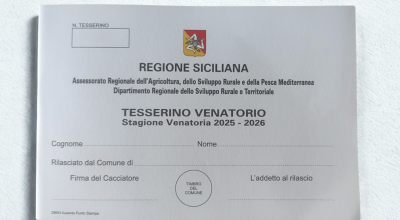 N. TESSERINO
REGIONE SICILIANA
Assessorato Regionale dell'Agricoltura, dello Sviluppo Rurale e della Pesca Mediterranea
Dipartimento Regionale dello Sviluppo Rurale e Territoriale
TESSERINO VENATORIO
Stagione Venatoria 2025 - 2026
Cognome Nome
Rilasciato dal Comune di
Firma del Cacciatore
TIMBRO
DEL
COMUNE
L'addetto al rilascio